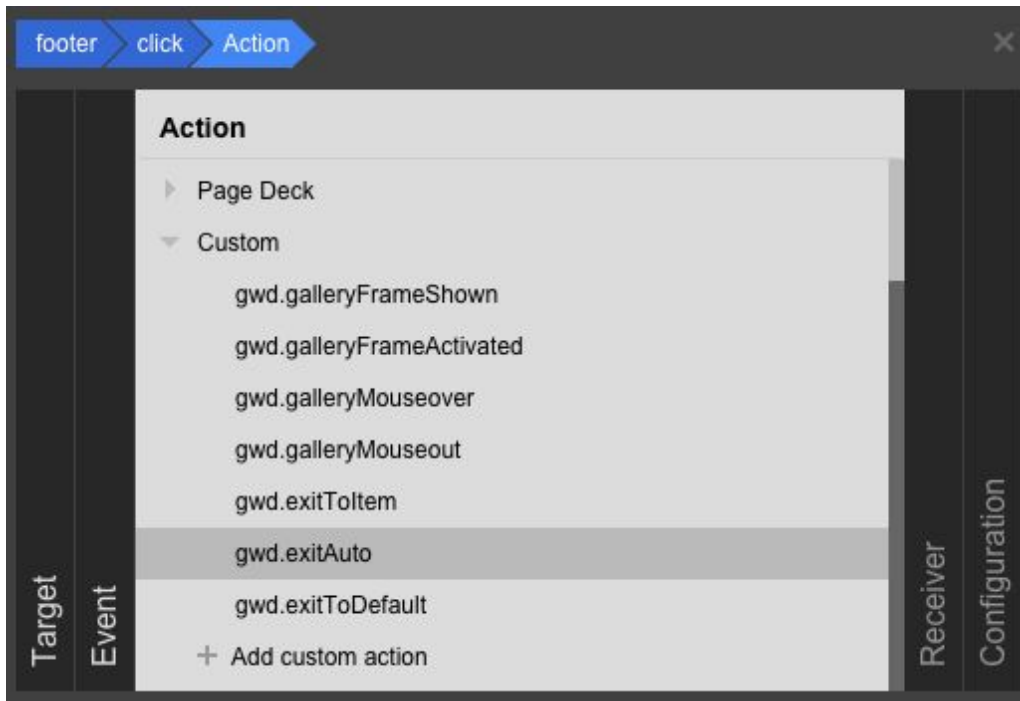 footer click Action
Action
Page Deck
Custom
gwd.galleryFrameShown
gwd.galleryFrameActivated
gwd.galleryMouseover
gwd.galleryMouseout
gwd.exitToItem
gwd.exitAuto
gwd.exitToDefault
+ Add custom action
Target
Event
Receiver
Configuration